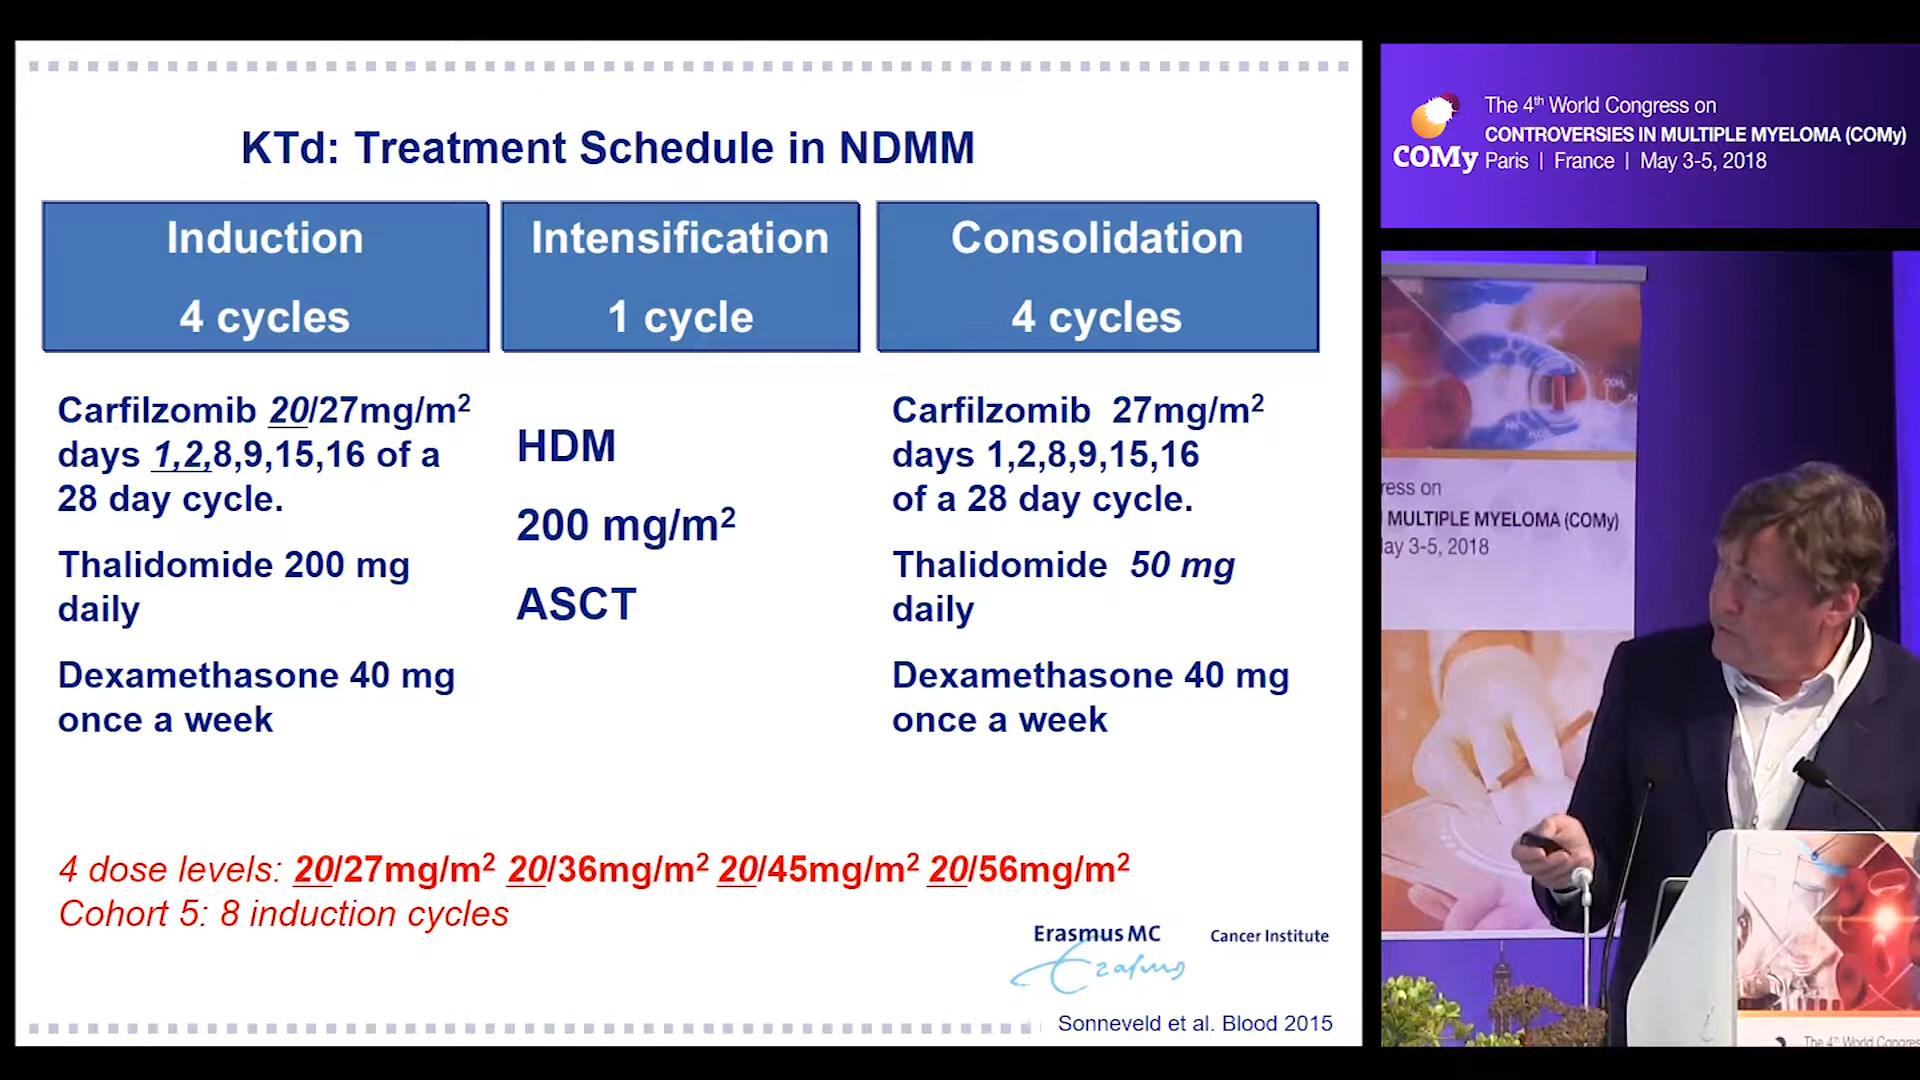 KTd: Treatment Schedule in NDMM
Induction
4 cycles
Intensification
1 cycle
Consolidation
4 cycles
Carfilzomib 20/27mg/m²
days 1,2,8,9,15,16 of a
28 day cycle.
Thalidomide 200 mg
daily
Dexamethasone 40 mg
once a week
HDM
200 mg/m²
ASCT
Carfilzomib 27mg/m²
days 1,2,8,9,15,16
of a 28 day cycle.
Thalidomide 50 mg
daily
Dexamethasone 40 mg
once a week
4 dose levels: 20/27mg/m² 20/36mg/m² 20/45mg/m² 20/56mg/m²
Cohort 5: 8 induction cycles
Erasmus MC
Cancer Institute
Erasmus
Sonneveld et al. Blood 2015
The 4th World Congress on
CONTROVERSIES IN MULTIPLE MYELOMA (COMy)
COMy
Paris | France | May 3-5, 2018
ress on
MULTIPLE MYELOMA (COMy)
ay 3-5, 2018
The 4th World Congress